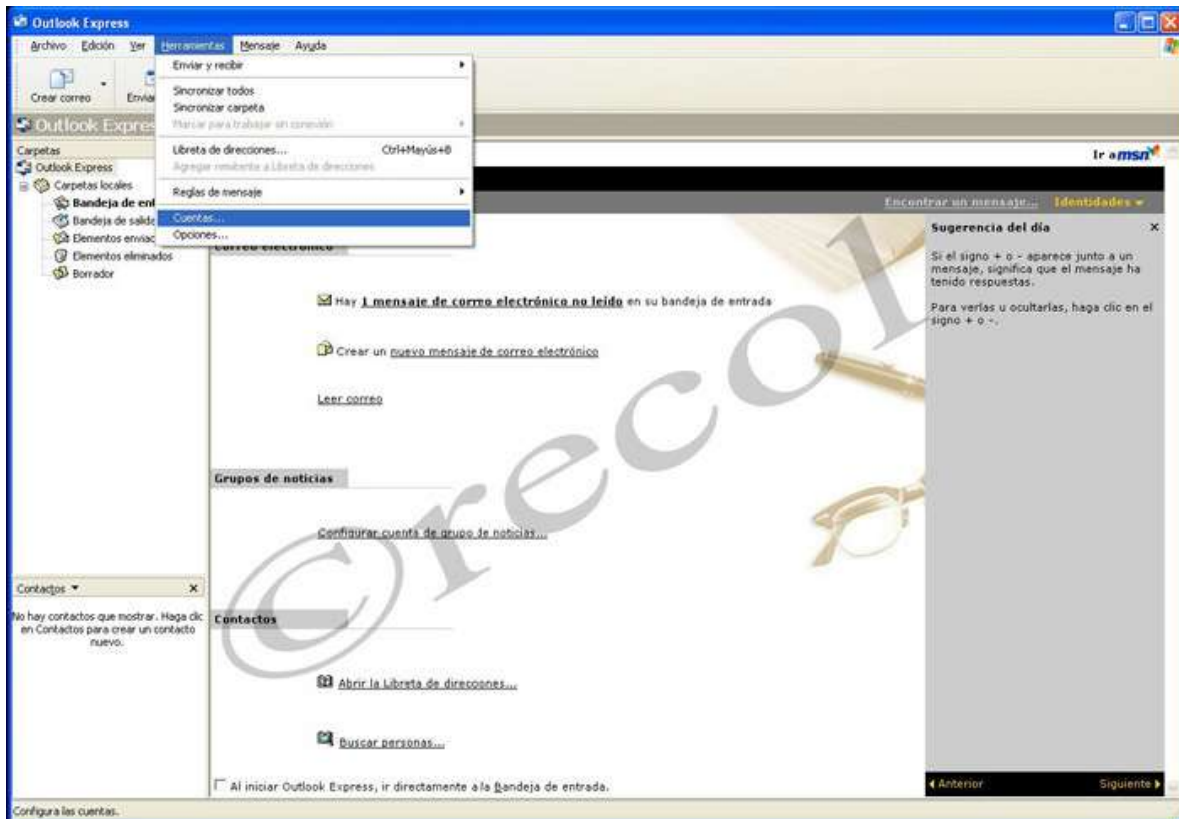 Outlook Express
Archivo Edición Ver Herramientas Mensaje Ayuda
Crear correo
Enviar y recibir
Sincronizar todos
Sincronizar carpeta
Marcar para trabajar sin conexión
Libreta de direcciones... Ctrl+Mayús+B
Agregar remitente a Libreta de direcciones
Reglas de mensaje
Cuentas...
Opciones...
Outlook Expres
Carpetas
Outlook Express
Carpetas locales
Bandeja de en
Bandeja de salida
Elementos enviad
Elementos eliminados
Borrador
Ir a msn
Encontrar un mensaje... Identidades
Correo electrónico
Hay 1 mensaje de correo electrónico no leído en su bandeja de entrada
Crear un nuevo mensaje de correo electrónico
Leer correo
Grupos de noticias
Configurar cuenta de grupo de noticias...
Contactos
Abrir la Libreta de direcciones...
Buscar personas...
Al iniciar Outlook Express, ir directamente a la Bandeja de entrada.
Sugerencia del día
Si el signo + o - aparece junto a un
mensaje, significa que el mensaje ha
tenido respuestas.
Para verlas u ocultarlas, haga clic en el
signo + o -.
Anterior Siguiente
Contactos
No hay contactos que mostrar. Haga clic
en Contactos para crear un contacto
nuevo.
Configura las cuentas.
©recol